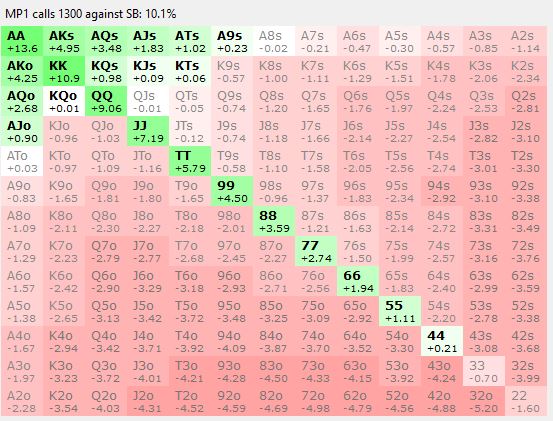 MP1 calls 1300 against SB: 10.1%
AA AKs AQs AJs ATs A9s A8s A7s A6s A5s A4s A3s A2s
+13.6 +4.95 +3.48 +1.83 +1.02 +0.23 -0.02 -0.21 -0.47 -0.30 -0.57 -0.85 -1.14
AKo KK KQs KJs KTs K9s K8s K7s K6s K5s K4s K3s K2s
+4.25 +10.9 +0.98 +0.09 +0.06 -0.57 -1.00 -1.11 -1.29 -1.51 -1.78 -2.06 -2.34
AQo KQo QQ QJs QTs Q9s Q8s Q7s Q6s Q5s Q4s Q3s Q2s
+2.68 +0.01 +9.06 -0.01 -0.05 -0.74 -1.20 -1.65 -1.76 -1.97 -2.24 -2.53 -2.81
AJo KJo QJo JJ JTs J9s J8s J7s J6s J5s J4s J3s J2s
+0.90 -0.96 -1.03 +7.19 -0.12 -0.74 -1.18 -1.66 -2.14 -2.27 -2.54 -2.82 -3.10
ATo KTo QTo JTo TT T9s T8s T7s T6s T5s T4s T3s T2s
+0.03 -0.97 -1.09 -1.16 +5.79 -0.58 -1.10 -1.58 -2.05 -2.56 -2.74 -3.01 -3.30
A9o K9o Q9o J9o T9o 99 98s 97s 96s 95s 94s 93s 92s
-0.83 -1.65 -1.81 -1.80 -1.65 +4.50 -0.96 -1.37 -1.83 -2.34 -2.92 -3.10 -3.38
A8o K8o Q8o J8o T8o 98o 88 87s 86s 85s 84s 83s 82s
-1.09 -2.11 -2.30 -2.27 -2.18 -2.01 +3.59 -1.21 -1.63 -2.14 -2.72 -3.31 -3.49
A7o K7o Q7o J7o T7o 97o 87o 77 76s 75s 74s 73s 72s
-1.29 -2.23 -2.79 -2.77 -2.68 -2.45 -2.27 +2.74 -1.50 -1.99 -2.57 -3.16 -3.76
A6o K6o Q6o J6o T6o 96o 86o 76o 66 65s 64s 63s 62s
-1.57 -2.42 -2.90 -3.29 -3.18 -2.93 -2.71 -2.56 +1.94 -1.83 -2.40 -2.99 -3.59
A5o K5o Q5o J5o T5o 95o 85o 75o 65o 55 54s 53s 52s
-1.38 -2.65 -3.13 -3.42 -3.72 -3.48 -3.25 -3.09 -2.92 +1.11 -2.20 -2.78 -3.38
A4o K4o Q4o J4o T4o 94o 84o 74o 64o 54o 44 43s 42s
-1.67 -2.94 -3.42 -3.71 -3.92 -4.09 -3.87 -3.70 -3.52 -3.30 +0.21 -3.08 -3.68
A3o K3o Q3o J3o T3o 93o 83o 73o 63o 53o 43o 33 32s
-1.97 -3.23 -3.72 -4.01 -4.21 -4.28 -4.50 -4.33 -4.15 -3.92 -4.24 -0.70 -3.99
A2o K2o Q2o J2o T2o 92o 82o 72o 62o 52o 42o 32o 22
-2.28 -3.54 -4.03 -4.31 -4.52 -4.59 -4.69 -4.98 -4.79 -4.56 -4.88 -5.20 -1.60